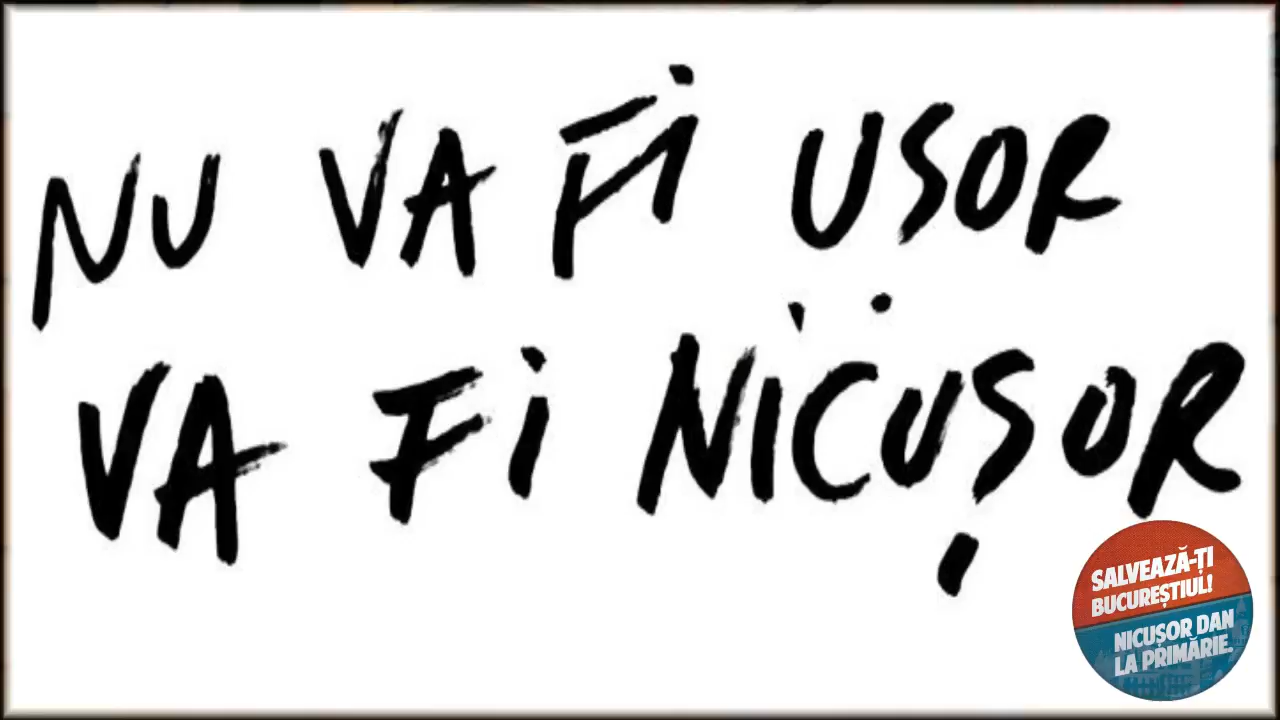 NU VA FI USOR
VA FI NICUȘOR
SALVEAZĂ-ȚI
BUCUREȘTIUL!
NICUȘOR DAN
LA PRIMĂRIE.